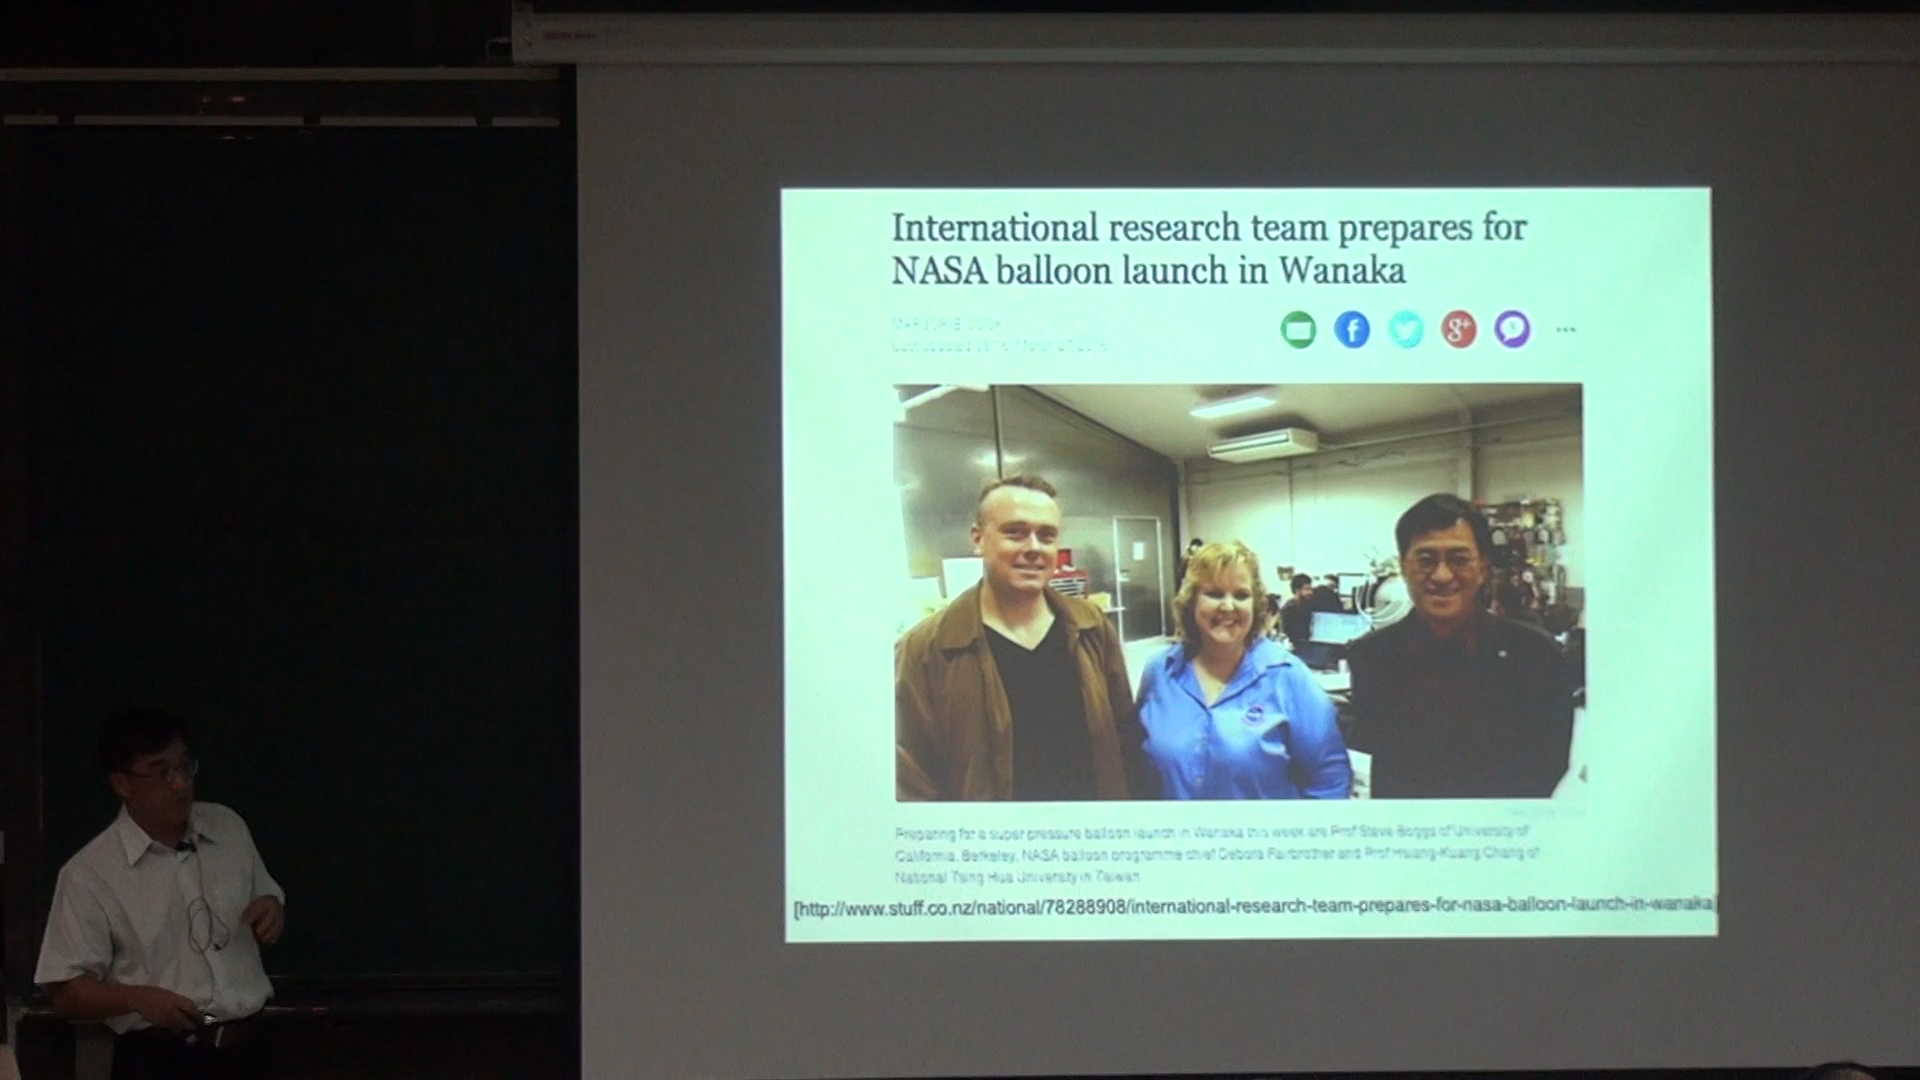 International research team prepares for
NASA balloon launch in Wanaka
MARJORIE COOK
g+
Preparing for a super pressure balloon launch in Wanaka this week are Prof Steve Boggs of University of
California, Berkeley, NASA balloon programme chief Debora Fairbrother and Prof Hsiang-Kuang Chang of
National Tsing Hua University in Taiwan
[http://www.stuff.co.nz/national/78288908/international-research-team-prepares-for-nasa-balloon-launch-in-wanaka]